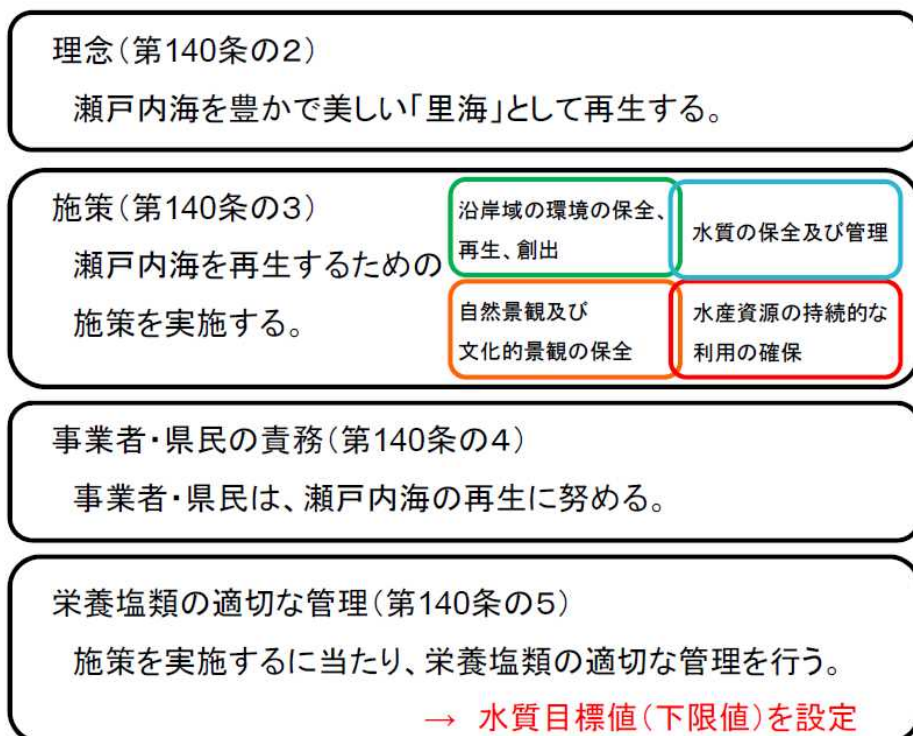 理念(第140条の2)
瀬戸内海を豊かで美しい「里海」として再生する。
施策(第140条の3)
瀬戸内海を再生するための
施策を実施する。
沿岸域の環境の保全、
再生、創出
水質の保全及び管理
自然景観及び
文化的景観の保全
水産資源の持続的な
利用の確保
事業者・県民の責務(第140条の4)
事業者・県民は、瀬戸内海の再生に努める。
栄養塩類の適切な管理(第140条の5)
施策を実施するに当たり、栄養塩類の適切な管理を行う。
→ 水質目標値(下限値)を設定